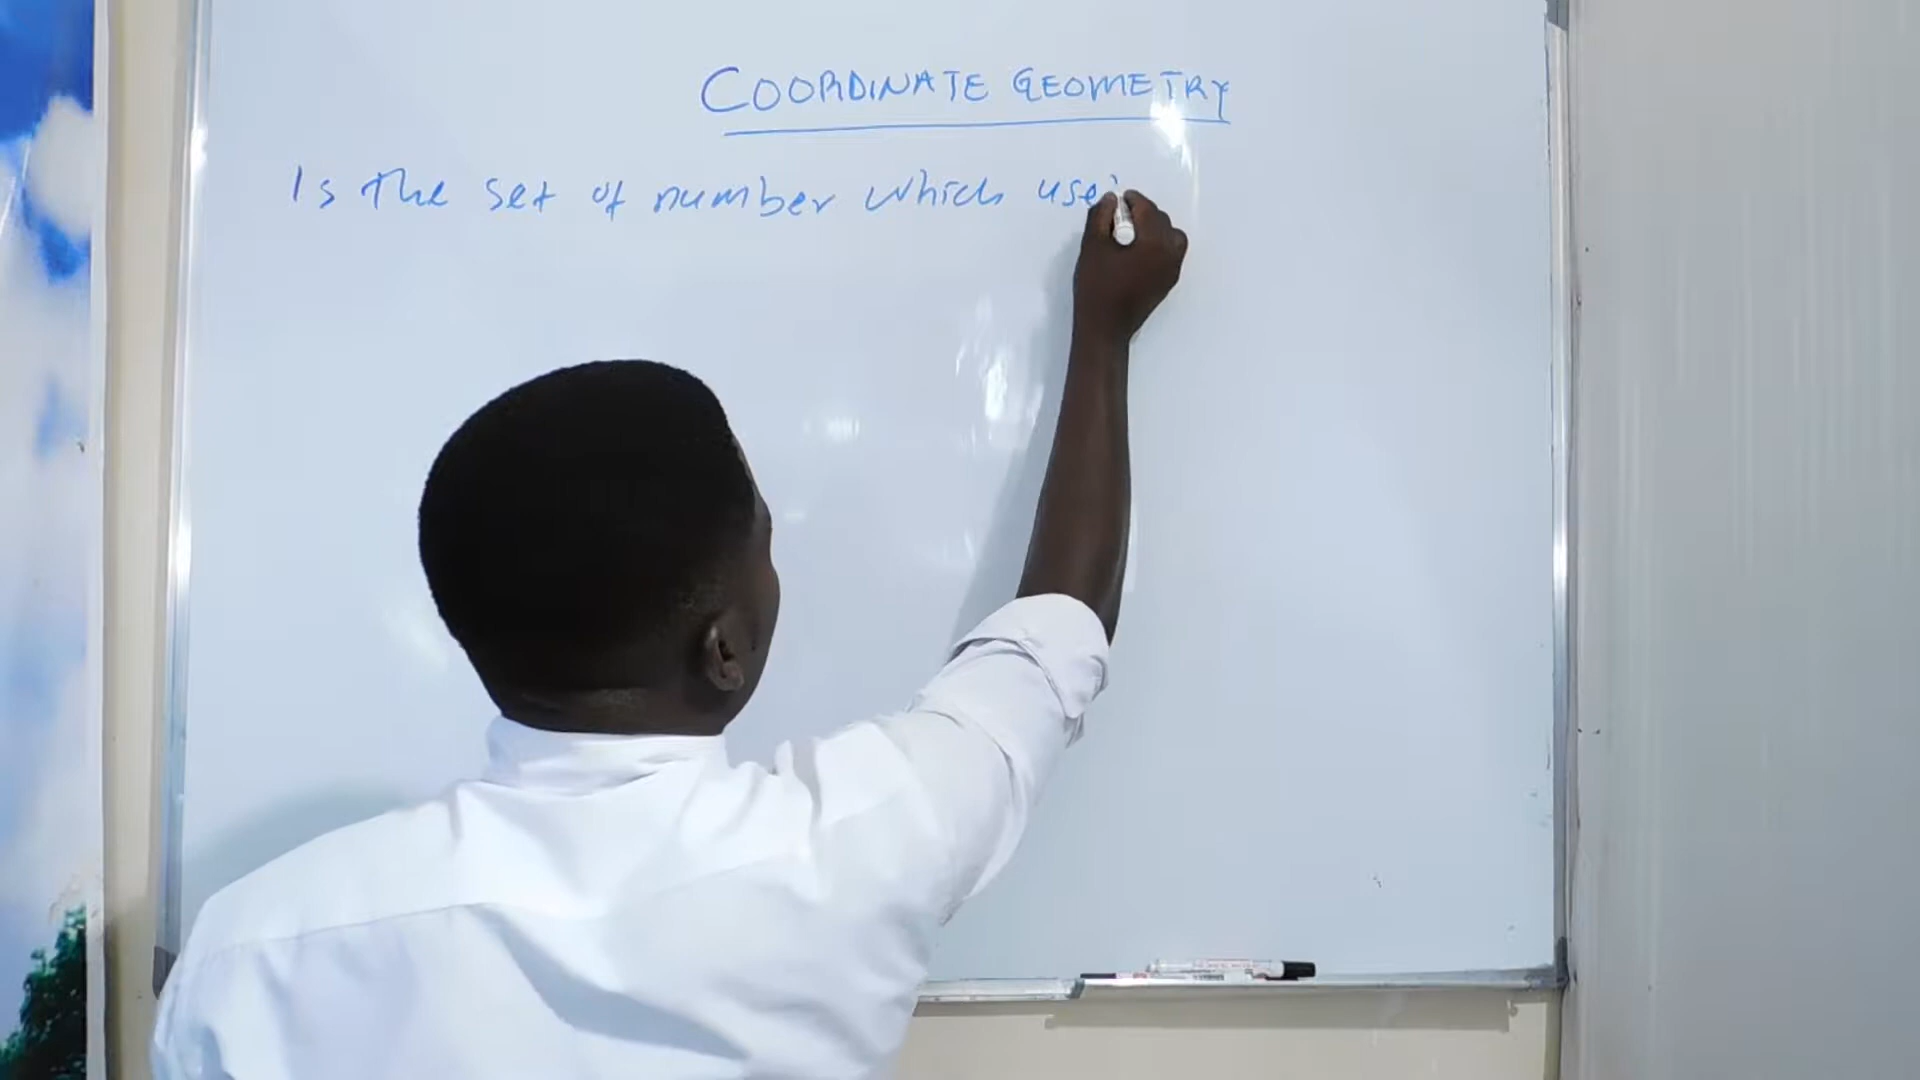 COORDINATE GEOMETRY
Is the set of number which use